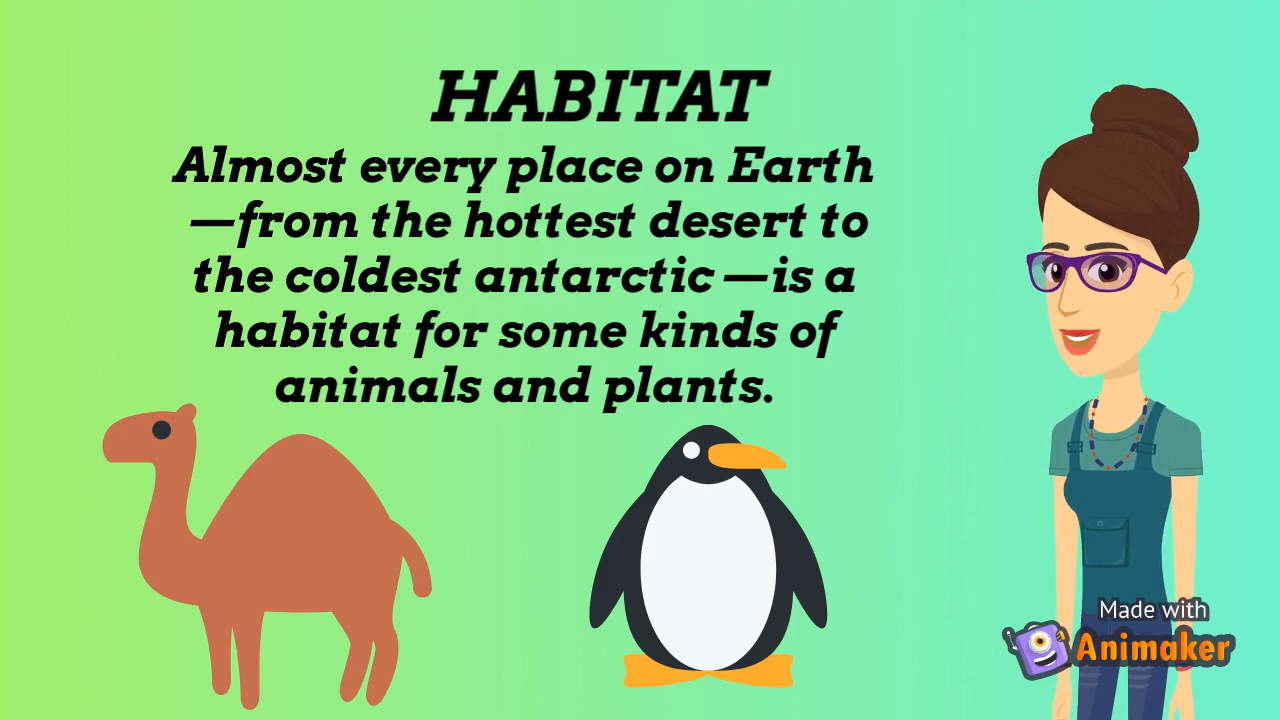 HABITAT
Almost every place on Earth
—from the hottest desert to
the coldest antarctic —is a
habitat for some kinds of
animals and plants.
Made with
Animaker